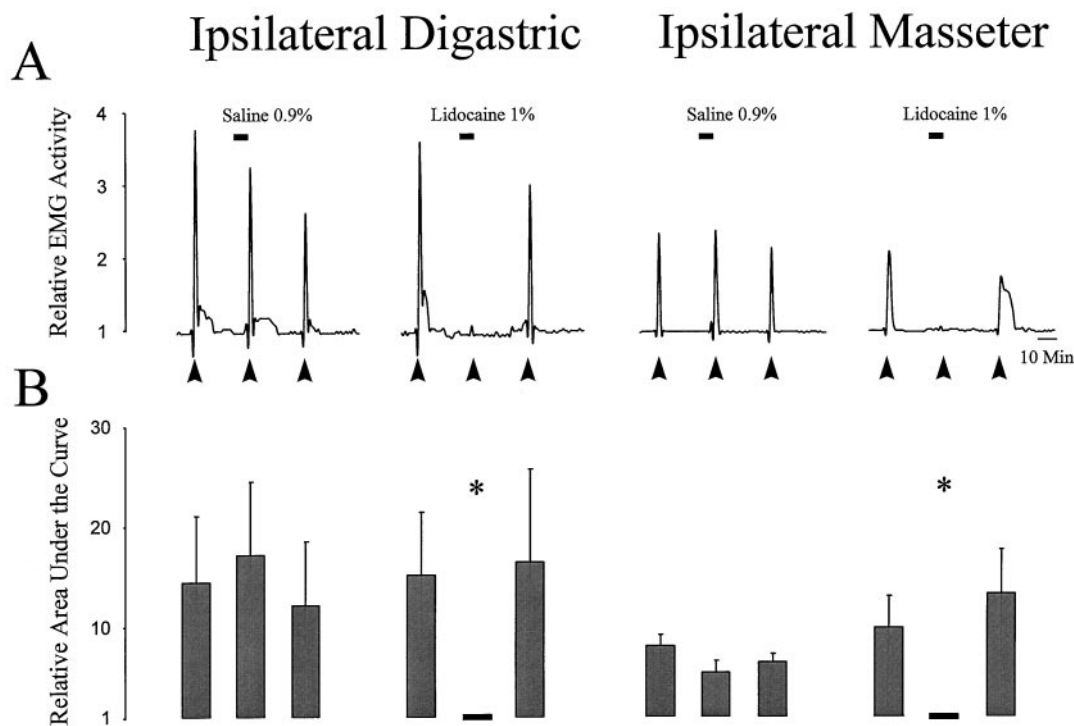 Ipsilateral Digastric
Ipsilateral Masseter
A
Relative EMG Activity
4
3
2
1
Saline 0.9%
Lidocaine 1%
Saline 0.9%
Lidocaine 1%
10 Min
B
Relative Area Under the Curve
30
20
10
1
*
*